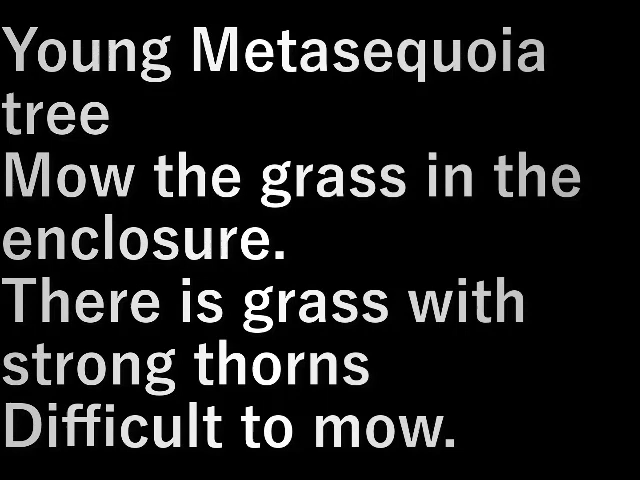 Young Metasequoia
tree
Mow the grass in the
enclosure.
There is grass with
strong thorns
Difficult to mow.